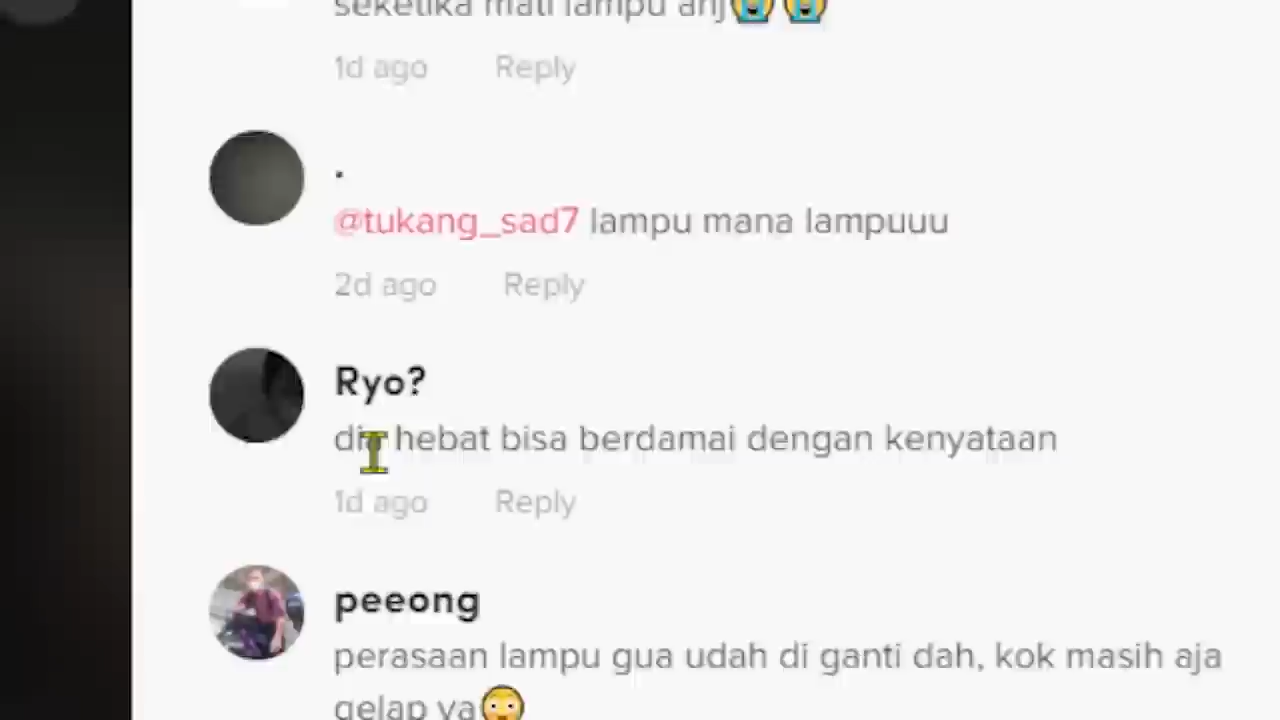 seketika mati lampu anj😭😭
1d ago Reply
.
@tukang_sad7 lampu mana lampuuu
2d ago Reply
Ryo?
hebat bisa berdamai dengan kenyataan
1d ago Reply
peeong
perasaan lampu gua udah di ganti dah, kok masih aja
gelap ya😳